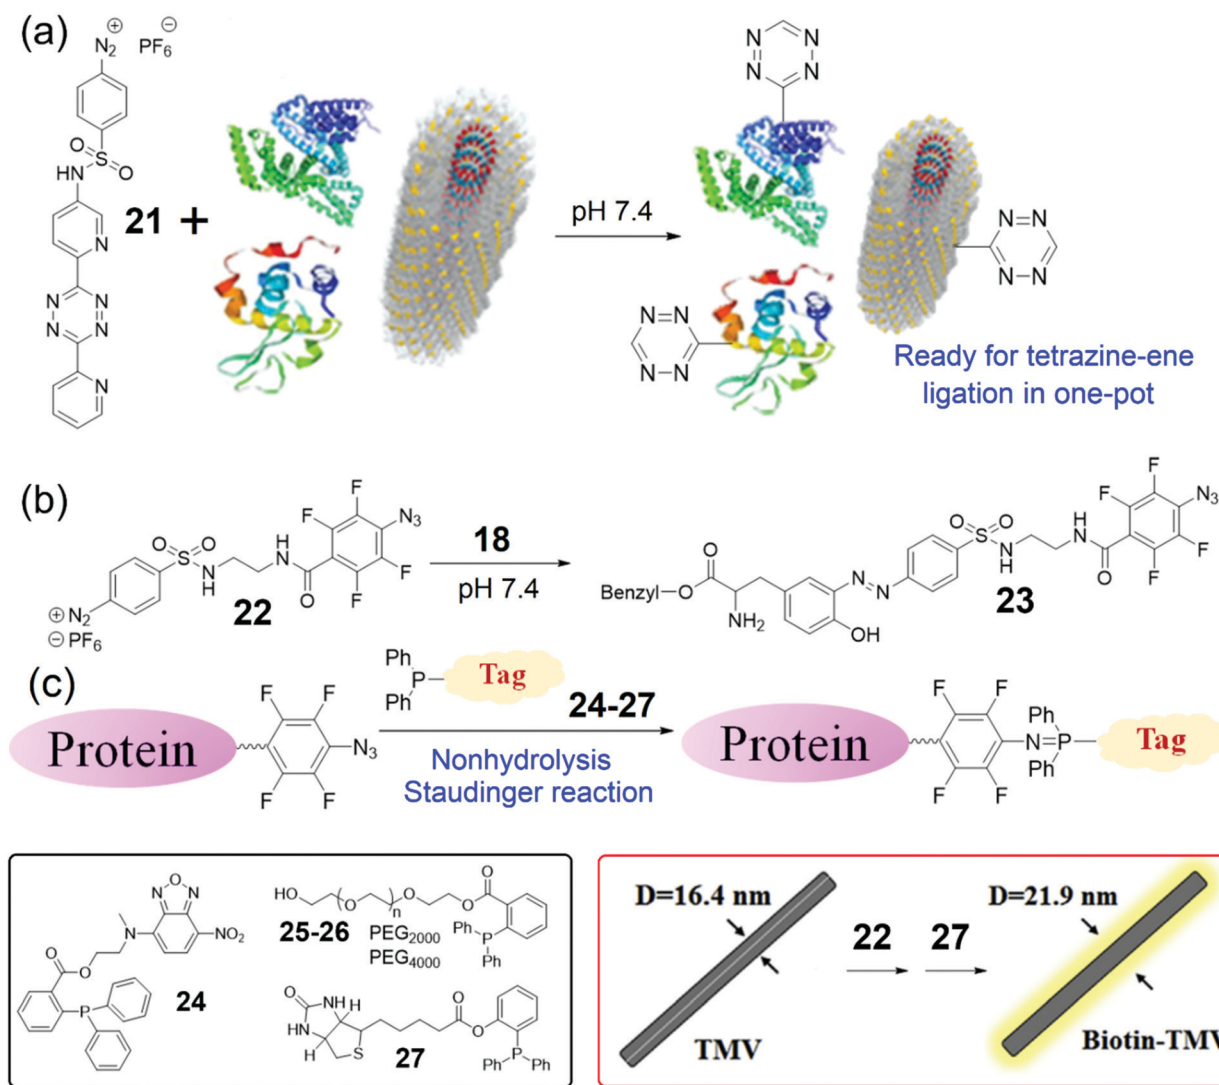 (a)
N2 + PF6 −
O
S
O
HN
21 +
N
N N
N N
N
pH 7.4
N N
N N
N N
N N
N N
N N
Ready for tetrazine-ene
ligation in one-pot
(b)
F
F N3
O O
S N H
N H
F F
O
N2 +
− PF6
22
18
pH 7.4
O
Benzyl–O
NH2
N
N
OH
O O
S
N H
H N
O
F
F N3
F F
23
(c)
Protein
F F
N3
F F
Ph
P
Ph
Tag
24-27
Nonhydrolysis
Staudinger reaction
Protein
F F
N=P
F F
Ph
Ph
Tag
N O N
N
NO2
O
O
P
24
HO O O n O O
O
25-26
PEG2000
PEG4000
Ph P
Ph
O
NH
HN
H
H
S
O
O
27
P
Ph Ph
D=16.4 nm
TMV
22 27
D=21.9 nm
Biotin-TMV